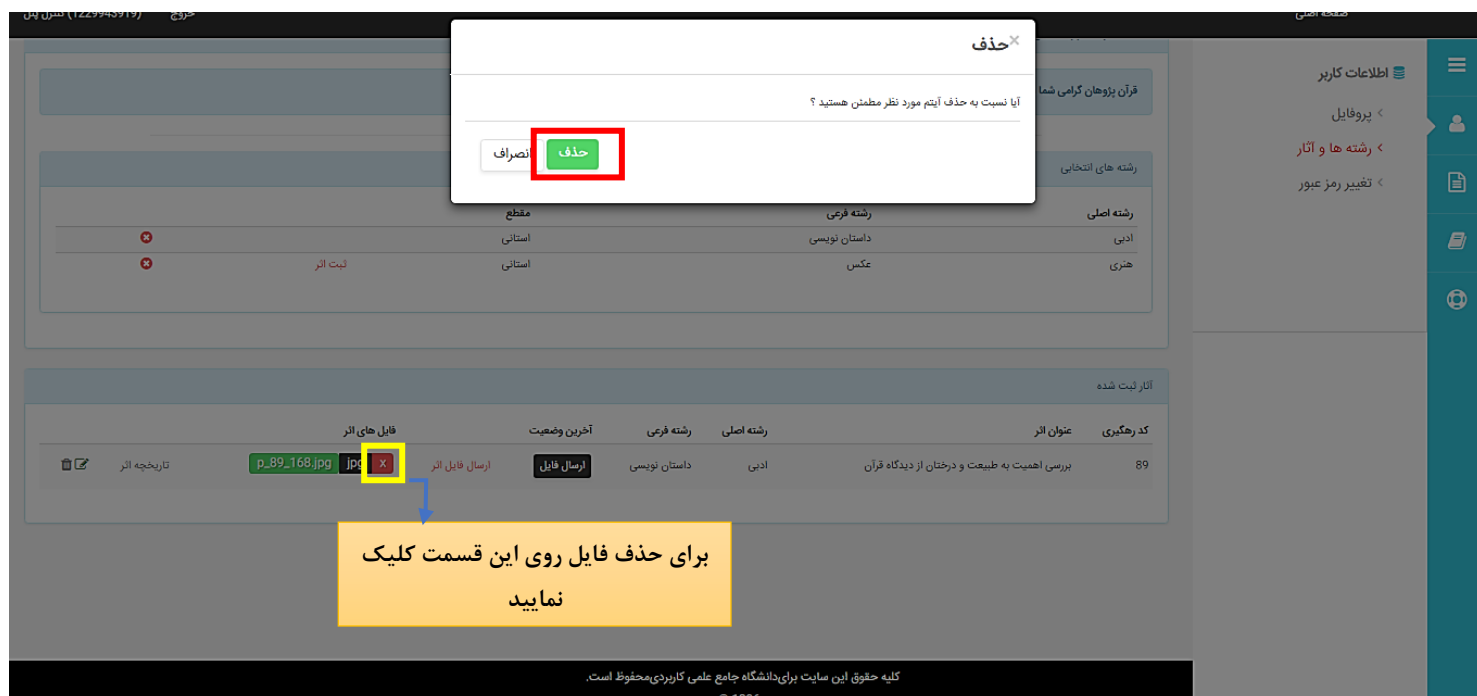 صفحه اصلی
خروج (1229943919) کنترل پنل
×حذف
آیا نسبت به حذف آیتم مورد نظر مطمئن هستید ؟
حذف
انصراف
اطلاعات کاربر
› پروفایل
› رشته ها و آثار
› تغییر رمز عبور
قرآن پژوهان گرامی شما
رشته های انتخابی
رشته اصلی رشته فرعی مقطع
ادبی داستان نویسی استانی
هنری عکس استانی ثبت اثر
آثار ثبت شده
کد رهگیری عنوان اثر رشته اصلی رشته فرعی آخرین وضعیت فایل های اثر
89 بررسی اهمیت به طبیعت و درختان از دیدگاه قرآن ادبی داستان نویسی ارسال فایل ارسال فایل اثر x jpg p_89_168.jpg تاریخچه اثر
برای حذف فایل روی این قسمت کلیک
نمایید
کلیه حقوق این سایت برای‌دانشگاه جامع علمی کاربردی‌محفوظ است.